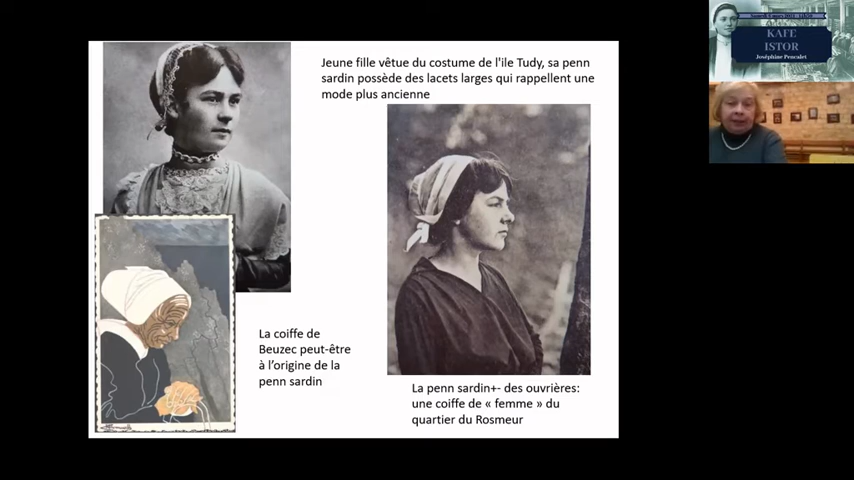 Jeune fille vêtue du costume de l'ile Tudy, sa penn
sardin possède des lacets larges qui rappellent une
mode plus ancienne
La coiffe de
Beuzec peut-être
à l'origine de la
penn sardin
La penn sardin+- des ouvrières:
une coiffe de « femme » du
quartier du Rosmeur
KAFE
ISTOR
Joséphine Pencalet